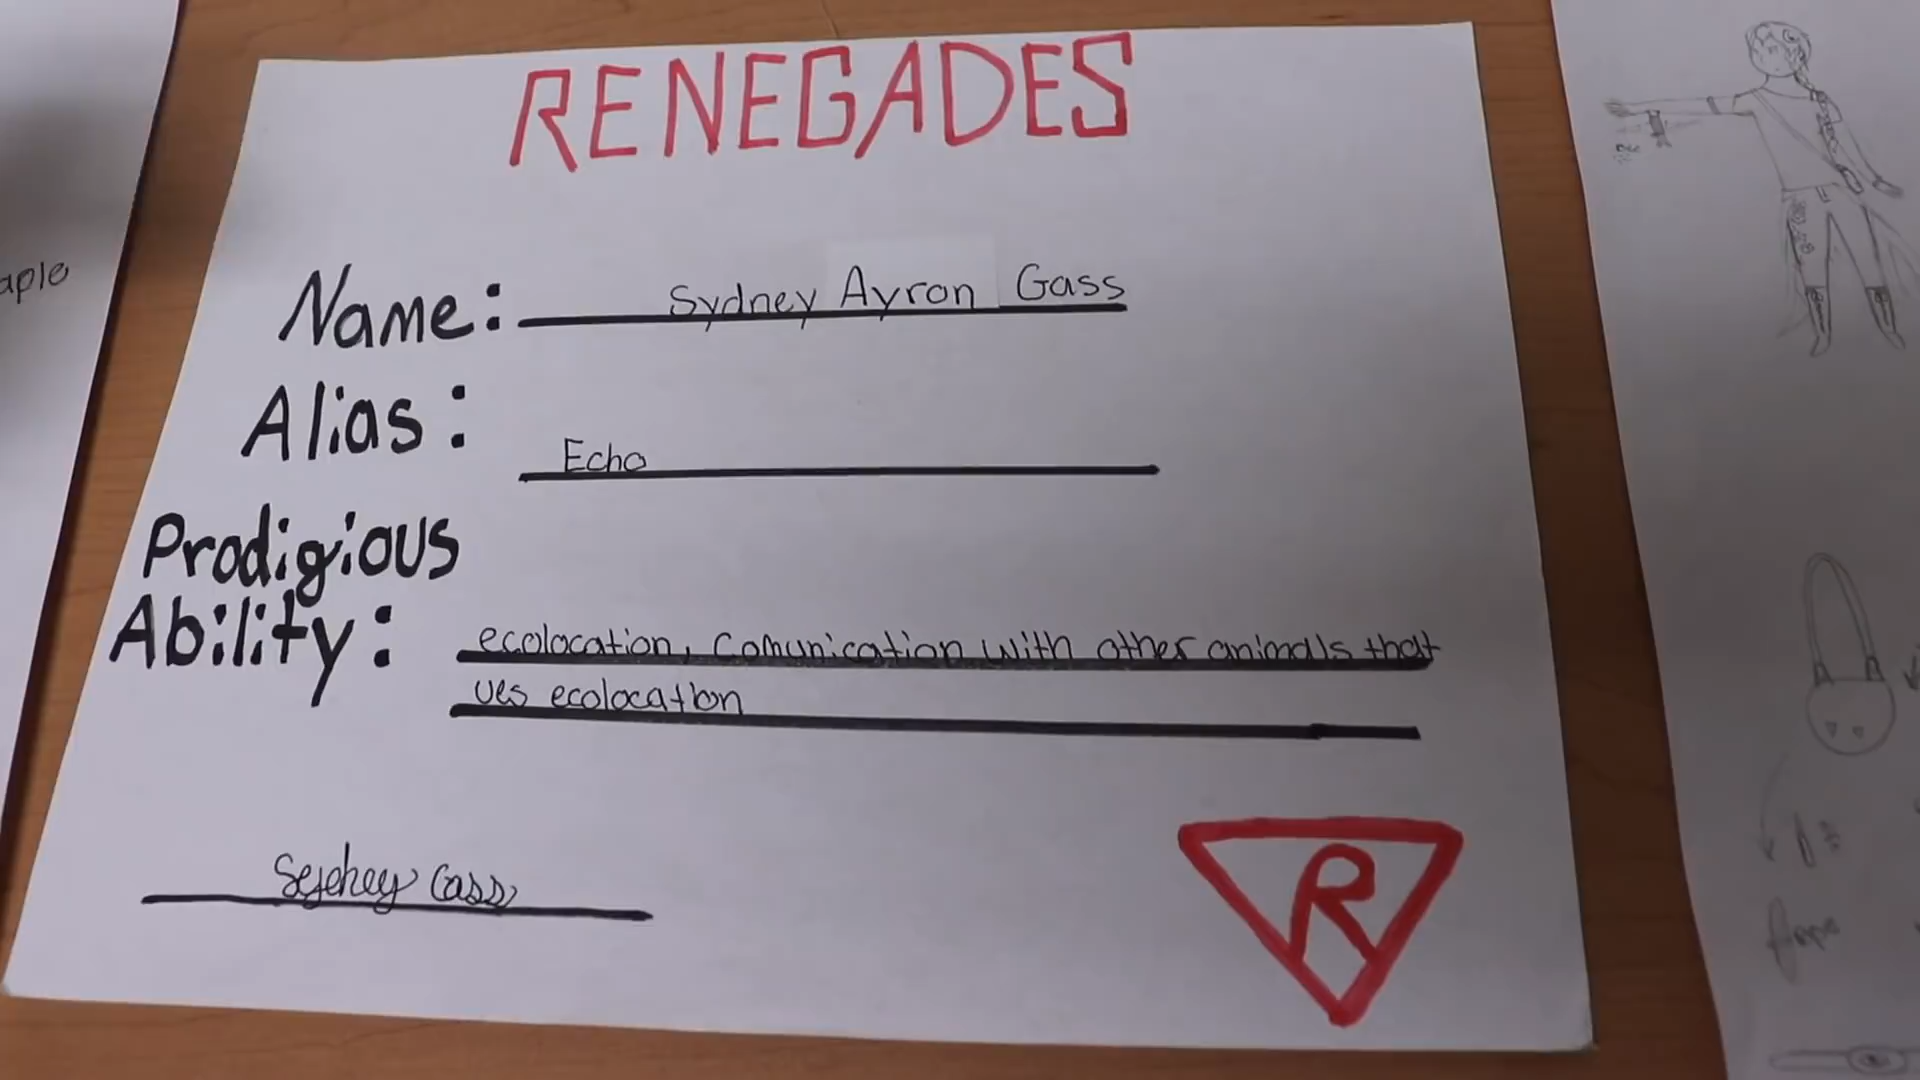 RENEGADES
Name: Sydney Ayron Gass
Alias: Echo
Prodigious
Ability: ecolocation, comunication with other animals that
ues ecolocation
Sydney Gass
R
aple